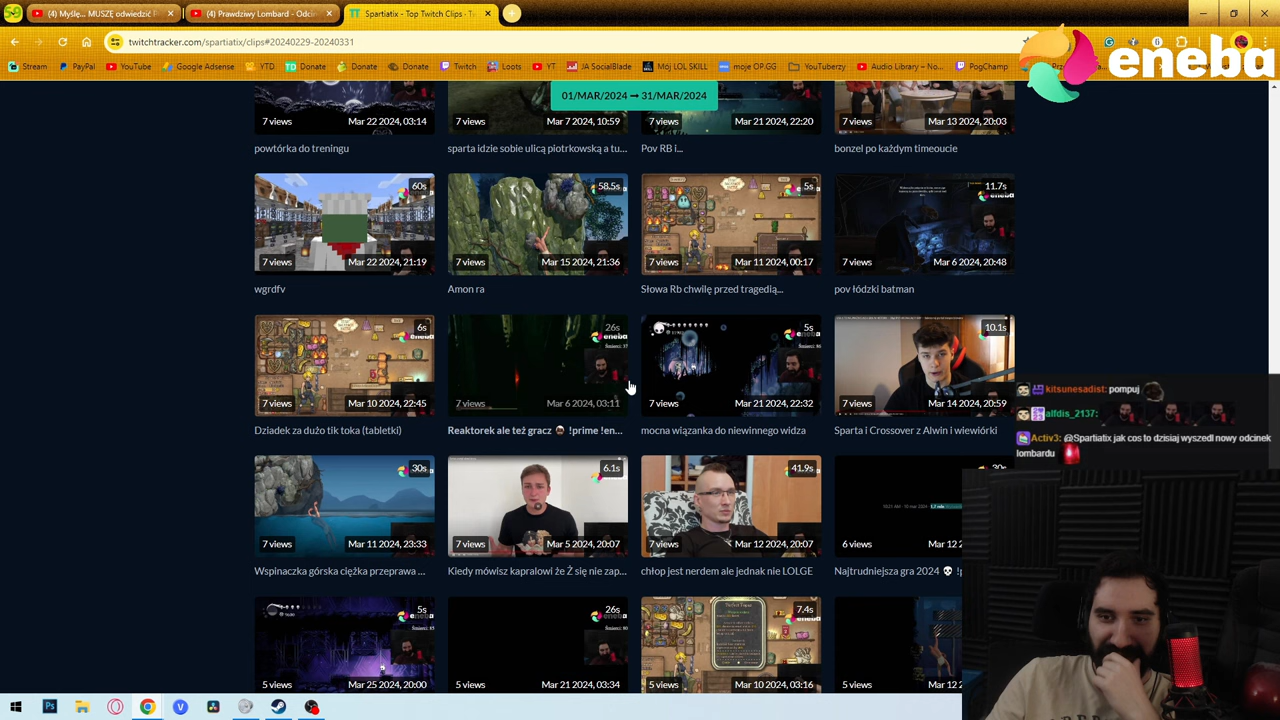 (4) Myślę... MUSZĘ odwiedzić P
(4) Prawdziwy Lombard - Odcin
Spartiatix - Top Twitch Clips - T
twitchtracker.com/spartiatix/clips#20240229-20240331
Stream PayPal YouTube Google Adsense YTD Donate Donate Donate Twitch Loots YT JA SocialBlade Mój LOL SKILL moje OP.GG YouTuberzy Audio Library – No... PogChamp
eneba
01/MAR/2024 → 31/MAR/2024
7 views Mar 22 2024, 03:14
7 views Mar 7 2024, 10:59
7 views Mar 21 2024, 22:20
7 views Mar 13 2024, 20:03
powtórka do treningu
sparta idzie sobie ulicą piotrkowską a tu...
Pov RB i...
bonzel po każdym timeoucie
60s
58.5s
5s
11.7s
7 views Mar 22 2024, 21:19
7 views Mar 15 2024, 21:36
7 views Mar 11 2024, 00:17
7 views Mar 6 2024, 20:48
wgrdfv
Amon ra
Słowa Rb chwilę przed tragedią...
pov łódzki batman
6s
26s
5s
10.1s
7 views Mar 10 2024, 22:45
7 views Mar 6 2024, 03:11
7 views Mar 21 2024, 22:32
7 views Mar 14 2024, 20:59
Dziadek za dużo tik toka (tabletki)
Reaktorek ale też gracz !prime !en...
mocna wiązanka do niewinnego widza
Sparta i Crossover z Alwin i wiewiórki
kitsunesadist: pompuj
alfdis_2137:
Activ3: @Spartiatix jak cos to dzisiaj wyszedl nowy odcinek
lombardu
30s
6.1s
41.9s
30s
7 views Mar 11 2024, 23:33
7 views Mar 5 2024, 20:07
7 views Mar 12 2024, 20:07
6 views Mar 12
Wspinaczka górska ciężka przeprawa ...
Kiedy mówisz kapralowi że Ż się nie zap...
chłop jest nerdem ale jednak nie LOLGE
Najtrudniejsza gra 2024 💀 !p
5s
26s
7.4s
5 views Mar 25 2024, 20:00
5 views Mar 21 2024, 03:34
5 views Mar 10 2024, 03:16
5 views Mar 12